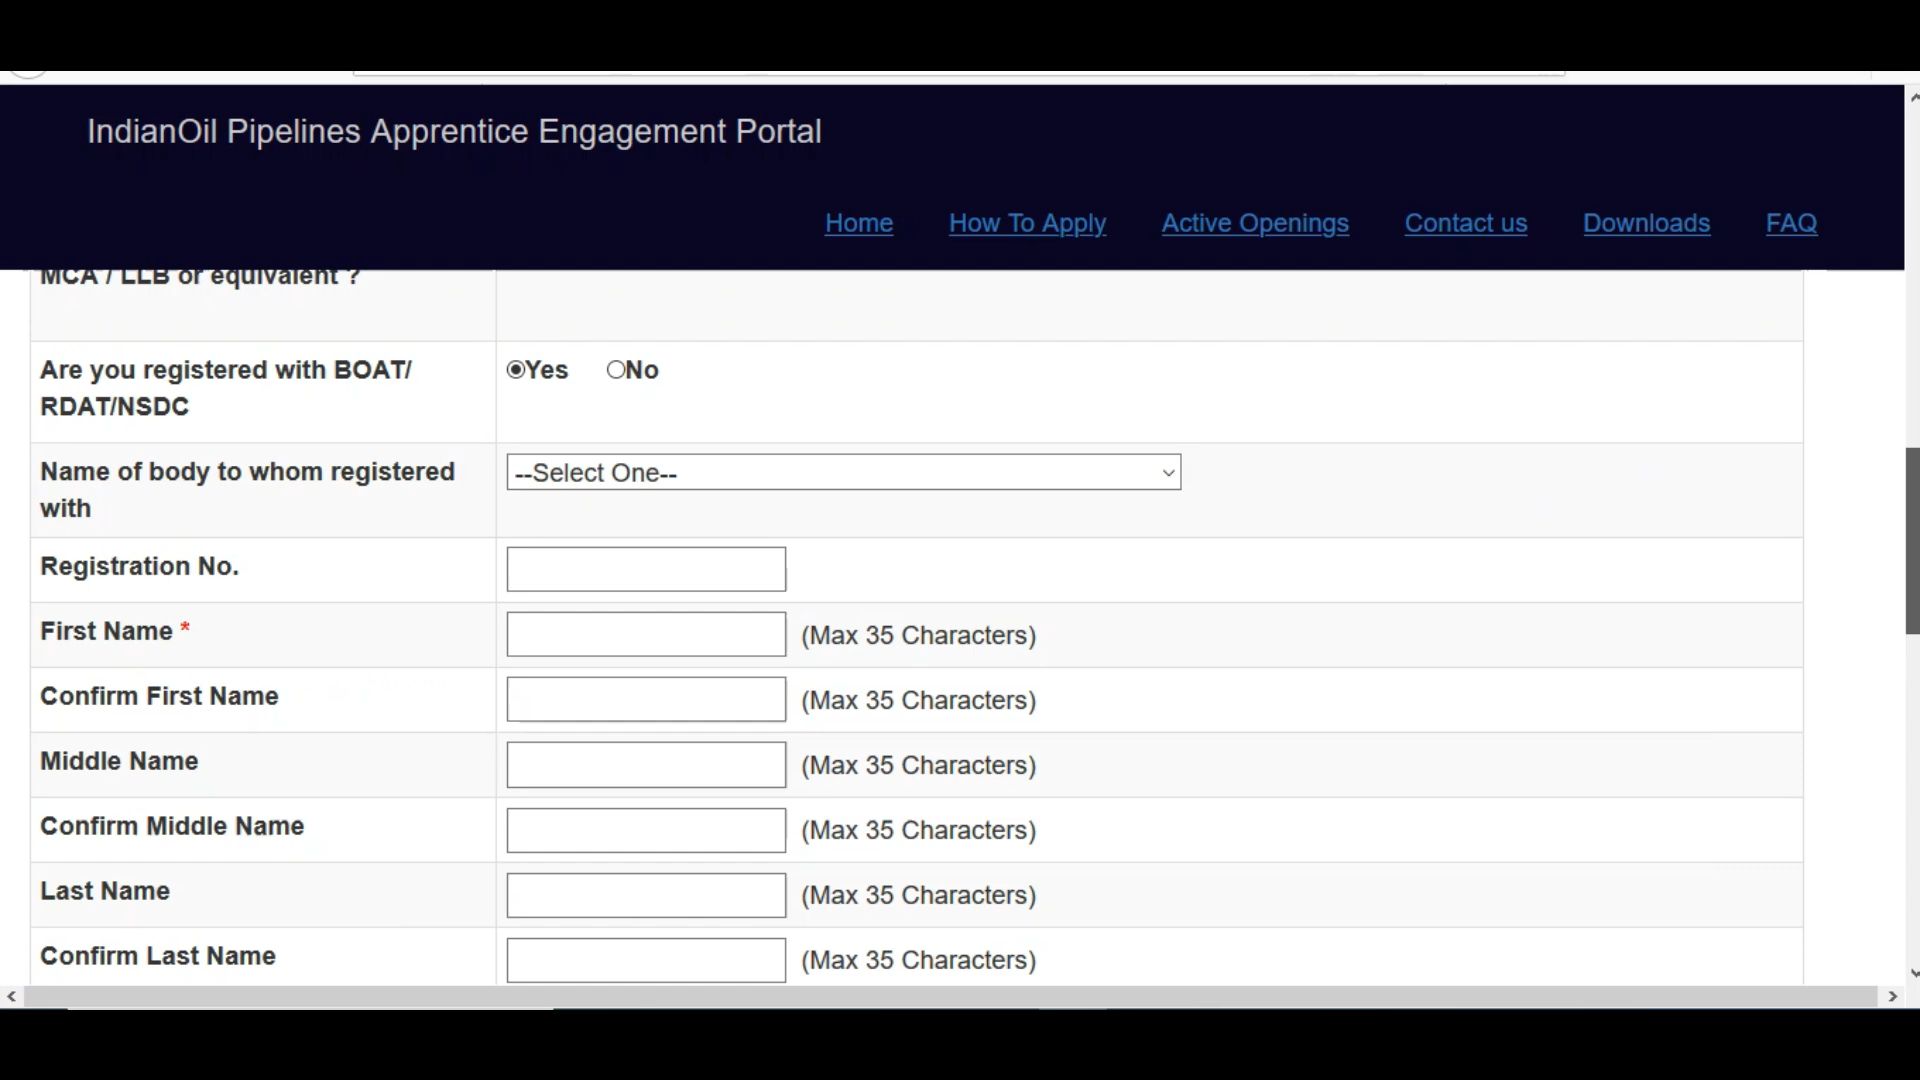 IndianOil Pipelines Apprentice Engagement Portal
Home How To Apply Active Openings Contact us Downloads FAQ
MCA / LLB or equivalent ?
Are you registered with BOAT/ Yes No
RDAT/NSDC
Name of body to whom registered --Select One--
with
Registration No.
First Name * (Max 35 Characters)
Confirm First Name (Max 35 Characters)
Middle Name (Max 35 Characters)
Confirm Middle Name (Max 35 Characters)
Last Name (Max 35 Characters)
Confirm Last Name (Max 35 Characters)